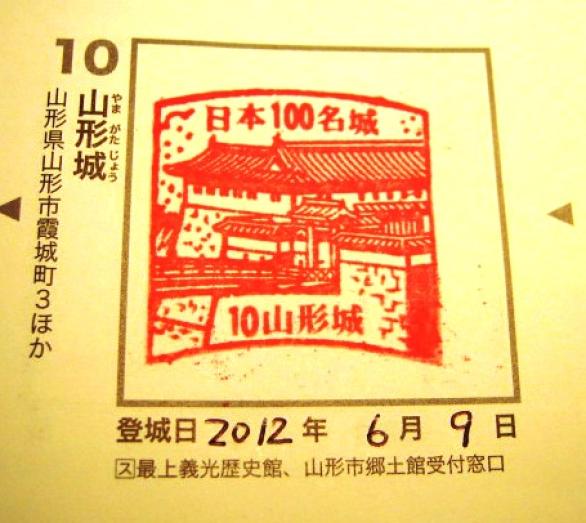 10
山形城
やまがたじょう
山形県山形市霞城町3ほか
日本100名城
10山形城
登城日 2012 年 6 月 9 日
ス最上義光歴史館、山形市郷土館受付窓口